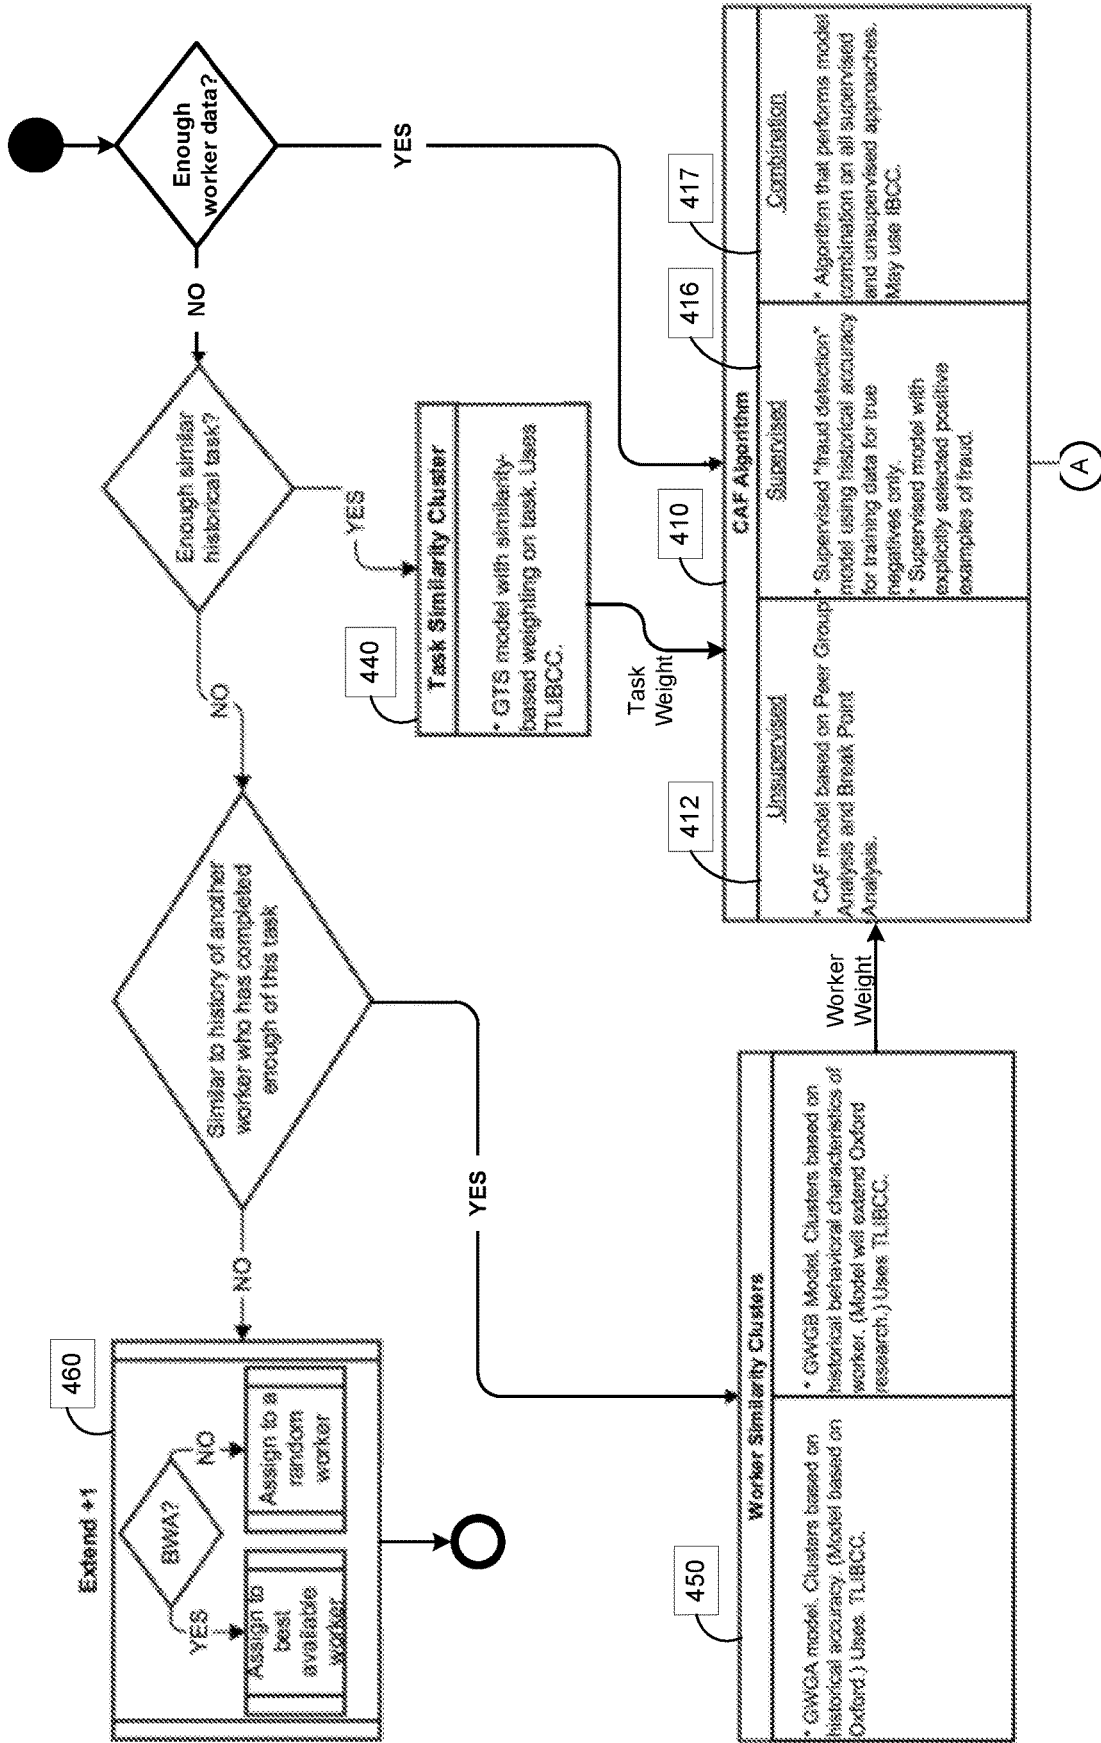 Enough
worker data?
NO
YES
Enough similar
historical task?
NO
YES
Similar to history of another
worker who has completed
enough of this task
NO
YES
Extend +1
460
BWA?
YES
NO
Assign to
best
available
worker
Assign to a
random
worker
440
Task Similarity Cluster
* GTS model with similarity-
based weighting on task. Uses
TLIBCC.
Task
Weight
450
Worker Similarity Clusters
* GWGA model. Clusters based on
historical accuracy. (Model based on
Oxford.) Uses. TLIBCC.
* GWGB Model. Clusters based on
historical behavioral characteristics of
worker. (Model will extend Oxford
research.) Uses TLIBCC.
Worker
Weight
412
410
416
417
CAF Algorithm
Unsupervised
* CAF model based on Peer Group
Analysis and Break Point
Analysis.
Supervised
* Supervised "fraud detection"
model using historical accuracy
for training data for true
negatives only.
* Supervised model with
explicitly selected positive
examples of fraud.
Combination
* Algorithm that performs model
combination on all supervised
and unsupervised approaches.
May use IBCC.
A